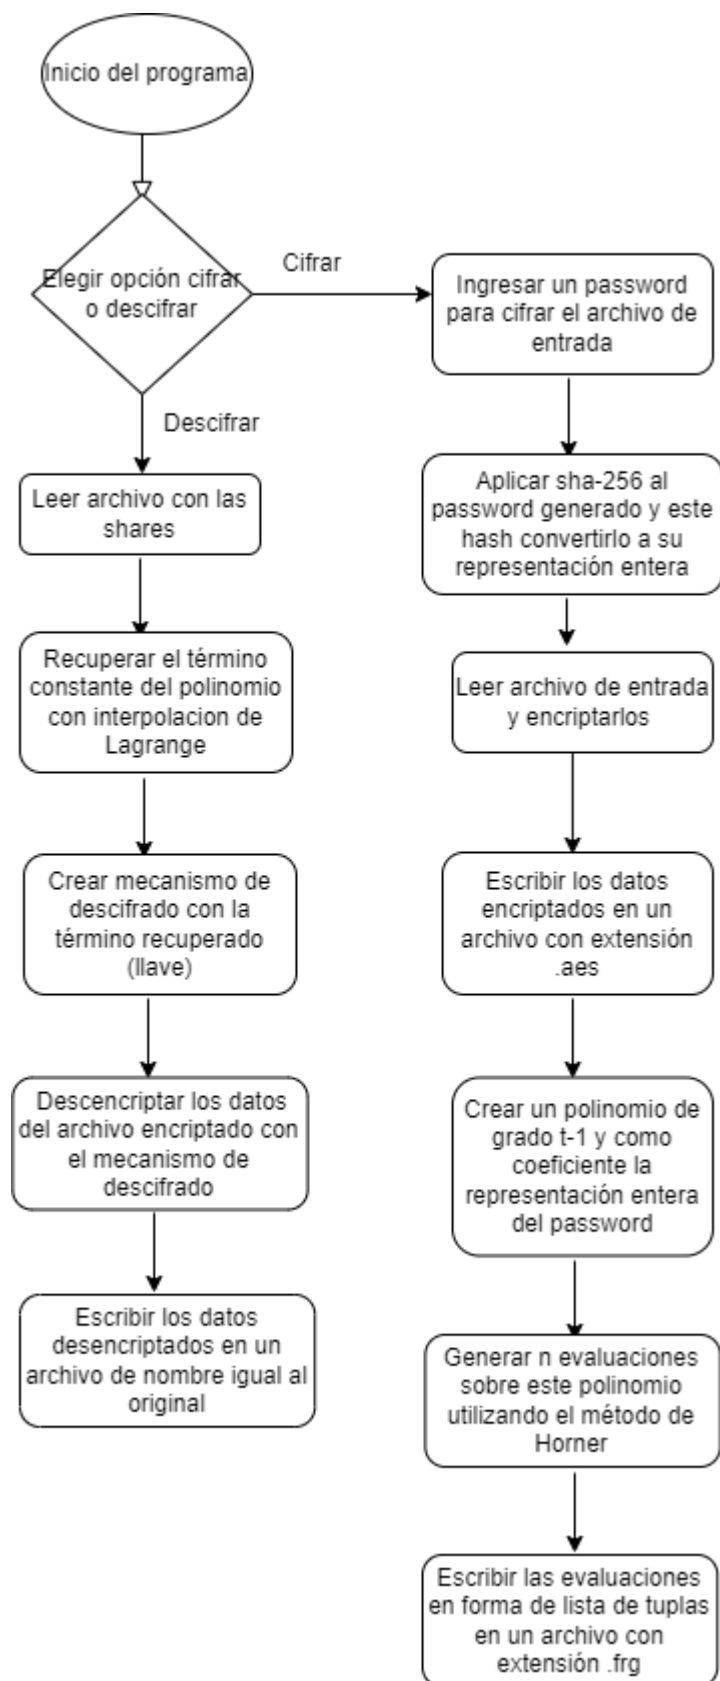 Inicio del programa
Elegir opción cifrar
o descifrar
Cifrar
Ingresar un password
para cifrar el archivo de
entrada
Descifrar
Aplicar sha-256 al
password generado y este
hash convertirlo a su
representación entera
Leer archivo con las
shares
Recuperar el término
constante del polinomio
con interpolacion de
Lagrange
Leer archivo de entrada
y encriptarlos
Crear mecanismo de
descifrado con la
término recuperado
(llave)
Escribir los datos
encriptados en un
archivo con extensión
.aes
Descencriptar los datos
del archivo encriptado con
el mecanismo de
descifrado
Crear un polinomio de
grado t-1 y como
coeficiente la
representación entera
del password
Escribir los datos
desencriptados en un
archivo de nombre igual al
original
Generar n evaluaciones
sobre este polinomio
utilizando el método de
Horner
Escribir las evaluaciones
en forma de lista de tuplas
en un archivo con
extensión .frg